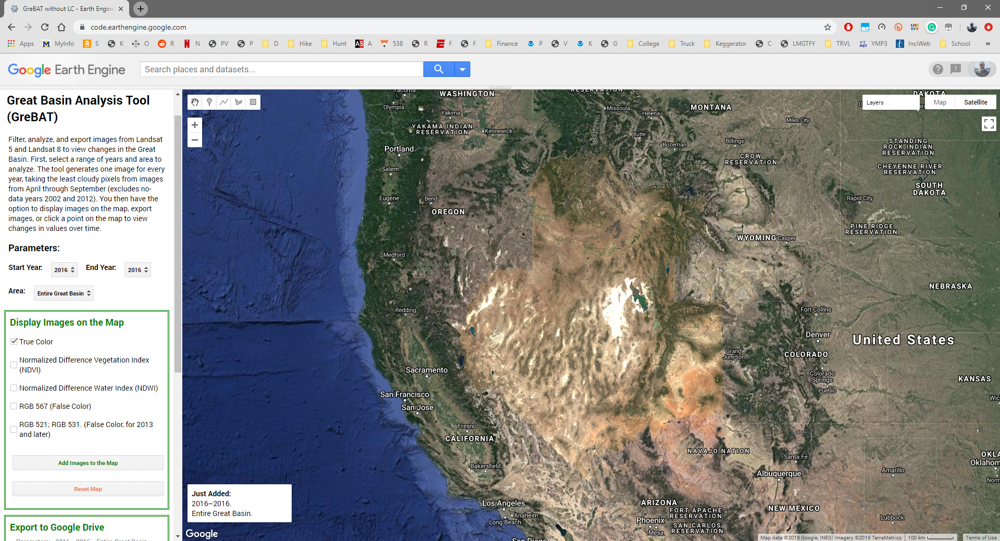 GreBAT without LC - Earth Engine
code.earthengine.google.com
Apps
MyInfo
S
K
O
R
N
PV
P
D
Hike
Hunt
A
538
R
F
F
Finance
P
V
K
G
College
Truck
Keggerator
C
LMGTFY
TRVL
YMP3
InciWeb
School
Google Earth Engine
Search places and datasets...
Great Basin Analysis Tool
(GreBAT)
Filter, analyze, and export images from Landsat
5 and Landsat 8 to view changes in the Great
Basin. First, select a range of years and area to
analyze. The tool generates one image for every
year, taking the least cloudy pixels from images
from April through September (excludes no-
data years 2002 and 2012). You then have the
option to display images on the map, export
images, or click a point on the map to view
changes in values over time.
Parameters:
Start Year: 2016 End Year: 2016
Area: Entire Great Basin
Display Images on the Map
True Color
Normalized Difference Vegetation Index
(NDVI)
Normalized Difference Water Index (NDWI)
RGB 567 (False Color)
RGB 521; RGB 531. (False Color, for 2013
and later)
Add Images to the Map
Reset Map
Export to Google Drive
Layers
Map
Satellite
Tacoma
WASHINGTON
RESERVATION
DAKOTA
Olympia
Yakima
Missoula
Helena
MONTANA
Miles City
YAKAMA INDIAN
RESERVATION
Kennewick
Butte
Bozeman
Billings
STANDING
ROCK INDIAN
RESERVATION
Portland
CROW
RESERVATION
Salem
CHEYENNE RIVER
RESERVATION
SOUTH
DAKOTA
Eugene
Bend
Rapid City
OREGON
PINE RIDGE
RESERVATION
WYOMING
Casper
Medford
NEBRASKA
Redding
Fort Collins
Denver
United States
Grand
Junction
COLORADO
Sacramento
Colorado
Springs
KANSAS
Pueblo
San Francisco
Wic
San Jose
Fresno
CALIFORNIA
NAVAJO NATION
Santa Fe
OKLA
Oklahom
Bakersfield
Albuquerque
Amarillo
Norm
Just Added:
2016–2016.
Entire Great Basin.
Los Angeles
ARIZONA
FORT APACHE
RESERVATION
NEW MEXICO
Anaheim
Long Beach
Phoenix
SAN CARLOS
RESERVATION
Lubbock
Mesa
Google
San Diego
Map data ©2019 Google, INEGI Imagery ©2019 TerraMetrics
100 km
Terms of Use